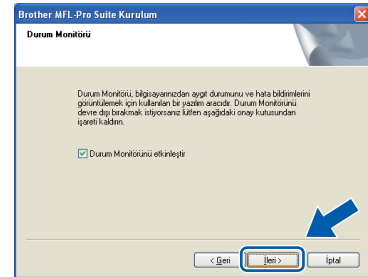 Brother MFL-Pro Suite Kurulum
Durum Monitörü
Durum Monitörü, bilgisayarınızdan aygıt durumunu ve hata bildirimlerini
görüntülemek için kullanılan bir yazılım aracıdır. Durum Monitörünü
devre dışı bırakmak istiyorsanız lütfen aşağıdaki onay kutusundan
işareti kaldırın.
Durum Monitörünü etkinleştir
< Geri
İleri >
İptal